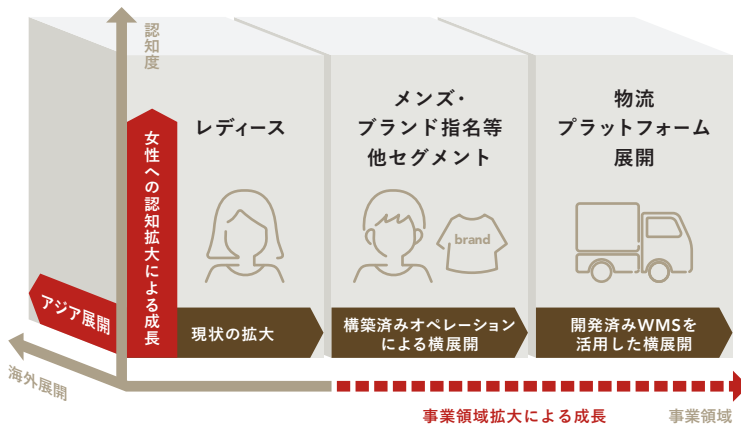 認知度
女性への認知拡大による成長
レディース
メンズ・
ブランド指名等
他セグメント
物流
プラットフォーム
展開
brand
アジア展開
現状の拡大
構築済みオペレーション
による横展開
開発済みWMSを
活用した横展開
海外展開
事業領域拡大による成長
事業領域